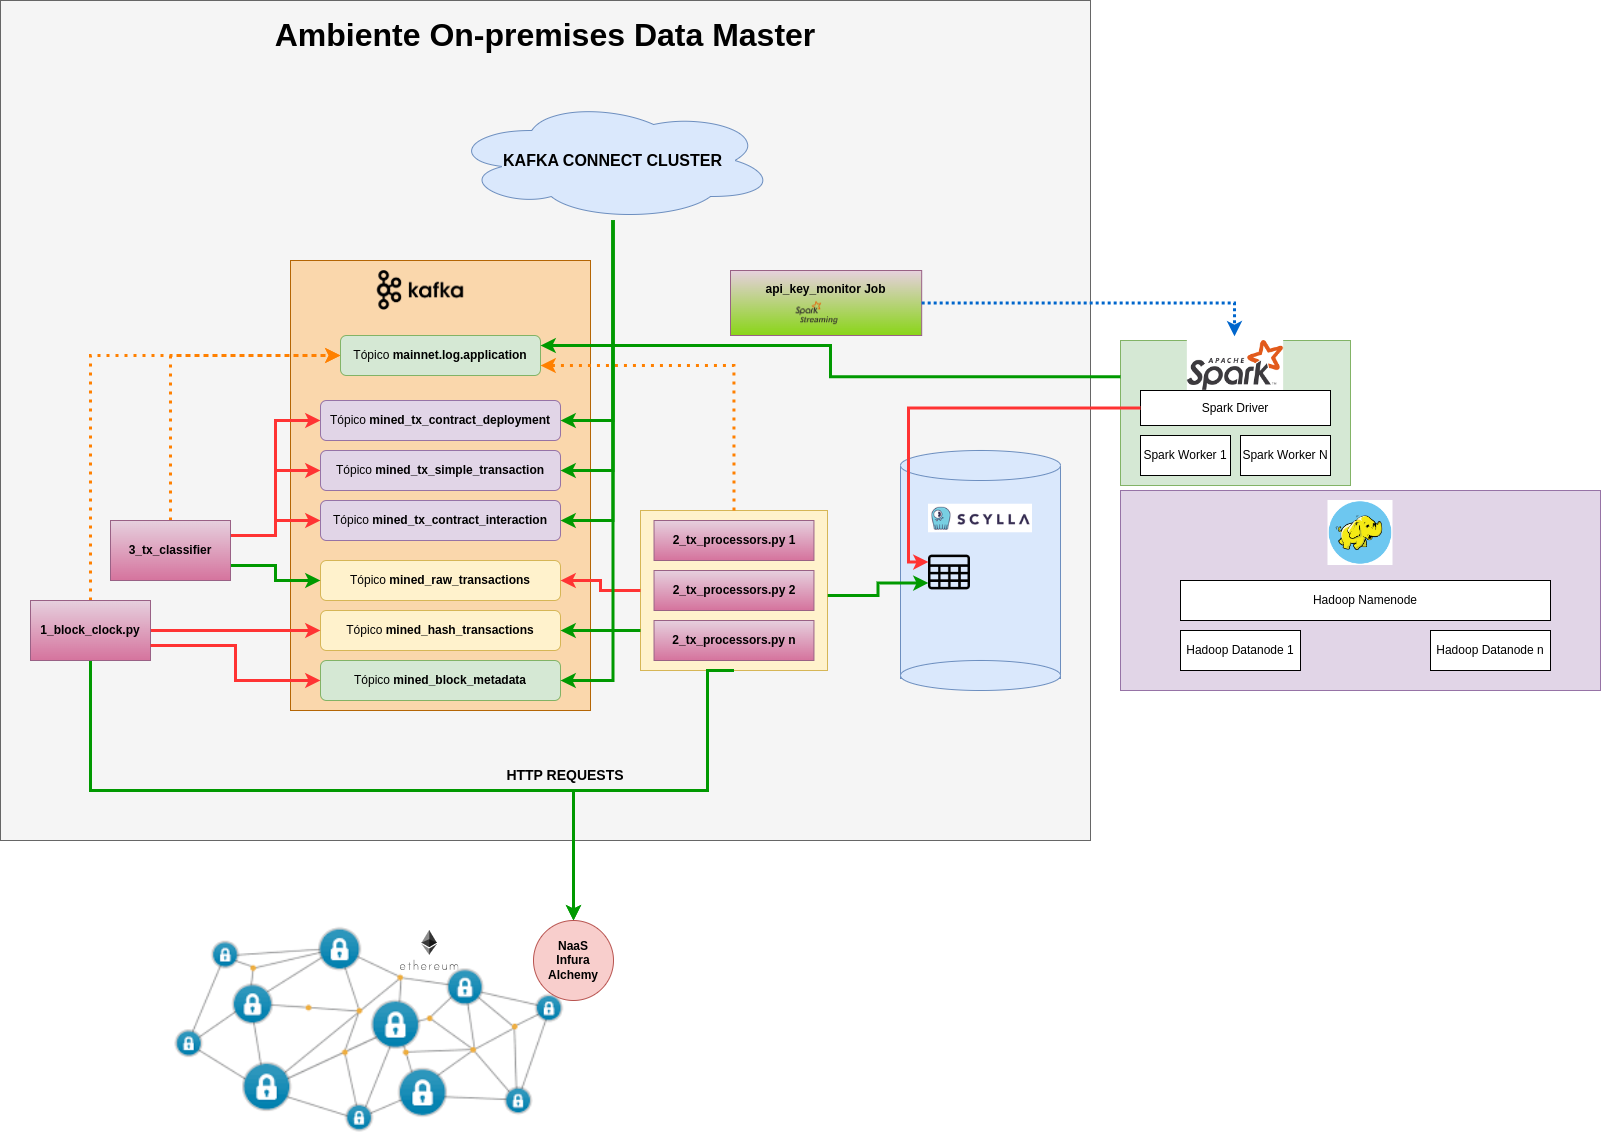 Ambiente On-premises Data Master
KAFKA CONNECT CLUSTER
kafka
api_key_monitor Job
Spark
Streaming
Tópico mainnet.log.application
APACHE
Spark
Spark Driver
Spark Worker 1
Spark Worker N
Tópico mined_tx_contract_deployment
Tópico mined_tx_simple_transaction
Tópico mined_tx_contract_interaction
3_tx_classifier
Tópico mined_raw_transactions
1_block_clock.py
Tópico mined_hash_transactions
Tópico mined_block_metadata
2_tx_processors.py 1
2_tx_processors.py 2
2_tx_processors.py n
SCYLLA
Hadoop Namenode
Hadoop Datanode 1
Hadoop Datanode n
HTTP REQUESTS
ethereum
NaaS
Infura
Alchemy